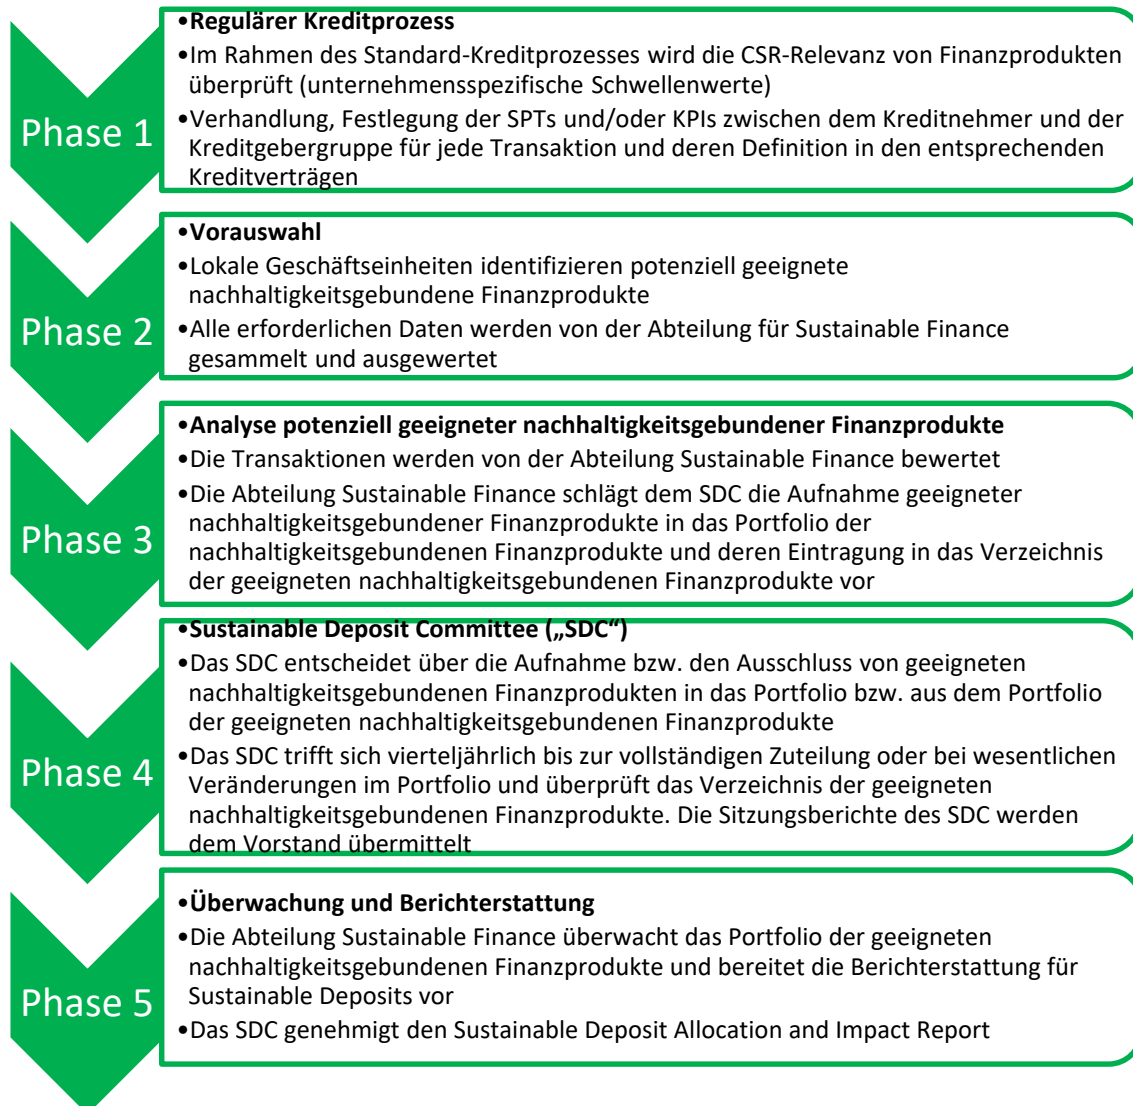 Phase 1
•Regulärer Kreditprozess
•Im Rahmen des Standard-Kreditprozesses wird die CSR-Relevanz von Finanzprodukten
überprüft (unternehmensspezifische Schwellenwerte)
•Verhandlung, Festlegung der SPTs und/oder KPIs zwischen dem Kreditnehmer und der
Kreditgebergruppe für jede Transaktion und deren Definition in den entsprechenden
Kreditverträgen
Phase 2
•Vorauswahl
•Lokale Geschäftseinheiten identifizieren potenziell geeignete
nachhaltigkeitsgebundene Finanzprodukte
•Alle erforderlichen Daten werden von der Abteilung für Sustainable Finance
gesammelt und ausgewertet
Phase 3
•Analyse potenziell geeigneter nachhaltigkeitsgebundener Finanzprodukte
•Die Transaktionen werden von der Abteilung Sustainable Finance bewertet
•Die Abteilung Sustainable Finance schlägt dem SDC die Aufnahme geeigneter
nachhaltigkeitsgebundener Finanzprodukte in das Portfolio der
nachhaltigkeitsgebundenen Finanzprodukte und deren Eintragung in das Verzeichnis
der geeigneten nachhaltigkeitsgebundenen Finanzprodukte vor
Phase 4
•Sustainable Deposit Committee („SDC“)
•Das SDC entscheidet über die Aufnahme bzw. den Ausschluss von geeigneten
nachhaltigkeitsgebundenen Finanzprodukten in das Portfolio bzw. aus dem Portfolio
der geeigneten nachhaltigkeitsgebundenen Finanzprodukte
•Das SDC trifft sich vierteljährlich bis zur vollständigen Zuteilung oder bei wesentlichen
Veränderungen im Portfolio und überprüft das Verzeichnis der geeigneten
nachhaltigkeitsgebundenen Finanzprodukte. Die Sitzungsberichte des SDC werden
dem Vorstand übermittelt
Phase 5
•Überwachung und Berichterstattung
•Die Abteilung Sustainable Finance überwacht das Portfolio der geeigneten
nachhaltigkeitsgebundenen Finanzprodukte und bereitet die Berichterstattung für
Sustainable Deposits vor
•Das SDC genehmigt den Sustainable Deposit Allocation and Impact Report